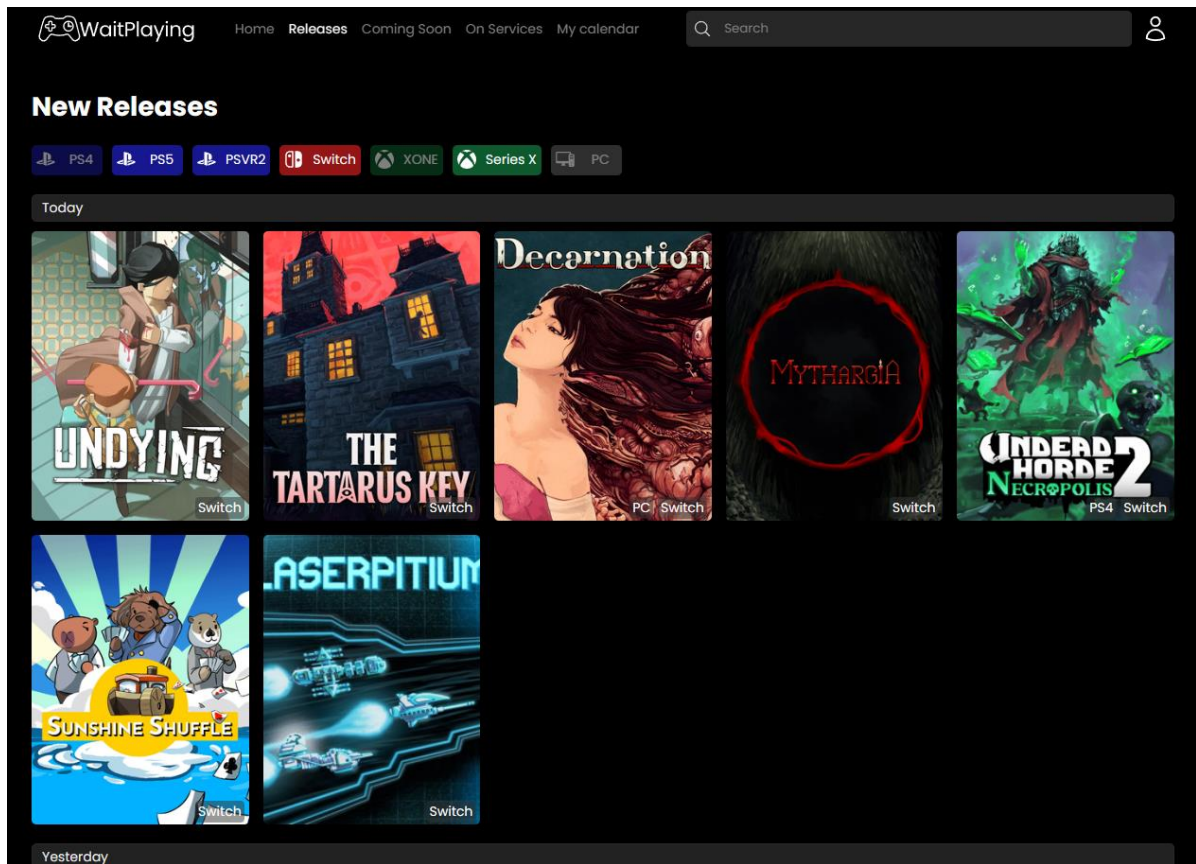 WaitPlaying Home Releases Coming Soon On Services My calendar Search
New Releases
PS4 PS5 PSVR2 Switch XONE Series X PC
Today
UNDYING
Switch
THE
TARTARUS KEY
Switch
Decarnation
PC Switch
MYTHARGIA
Switch
UNDEAD
HORDE 2
NECROPOLIS
PS4 Switch
SUNSHINE SHUFFLE
Switch
LASERPITIUM
Switch
Yesterday